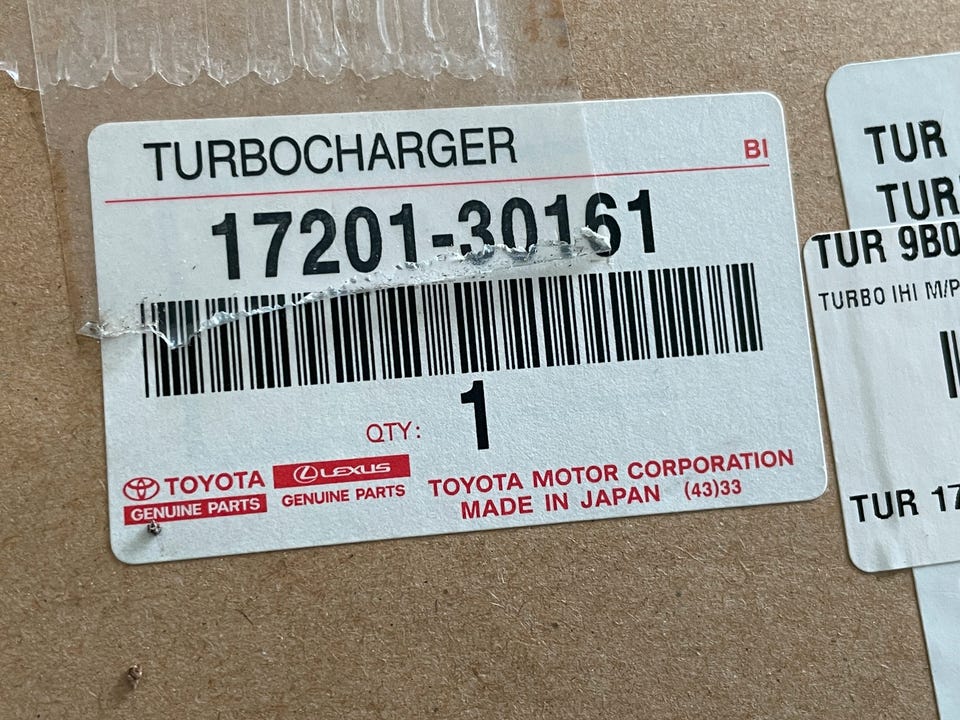 TURBOCHARGER
BI
17201-30161
QTY: 1
TOYOTA
GENUINE PARTS
LEXUS
GENUINE PARTS
TOYOTA MOTOR CORPORATION
MADE IN JAPAN (43)33
TUR
TUR
TUR 9B0
TURBO IHI M/P
TUR 17